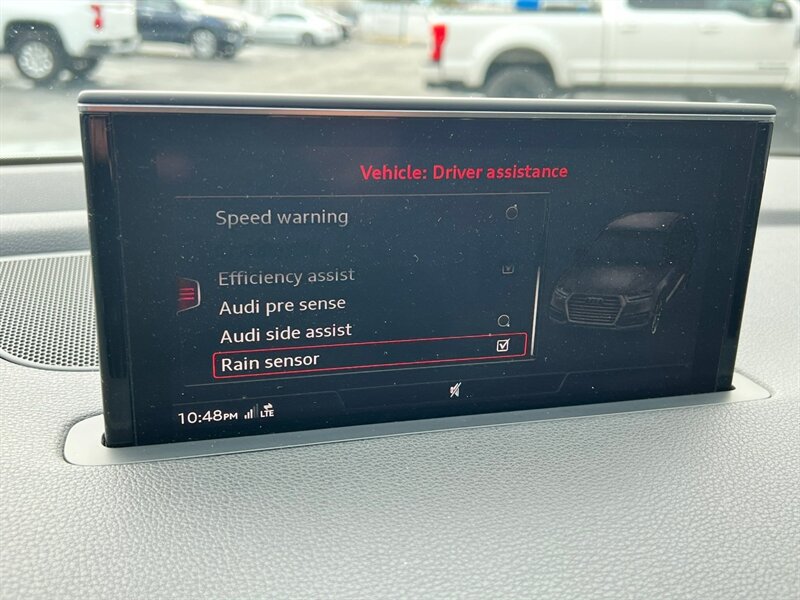 Vehicle: Driver assistance
Speed warning
Efficiency assist
Audi pre sense
Audi side assist
Rain sensor
10:48PM LTE